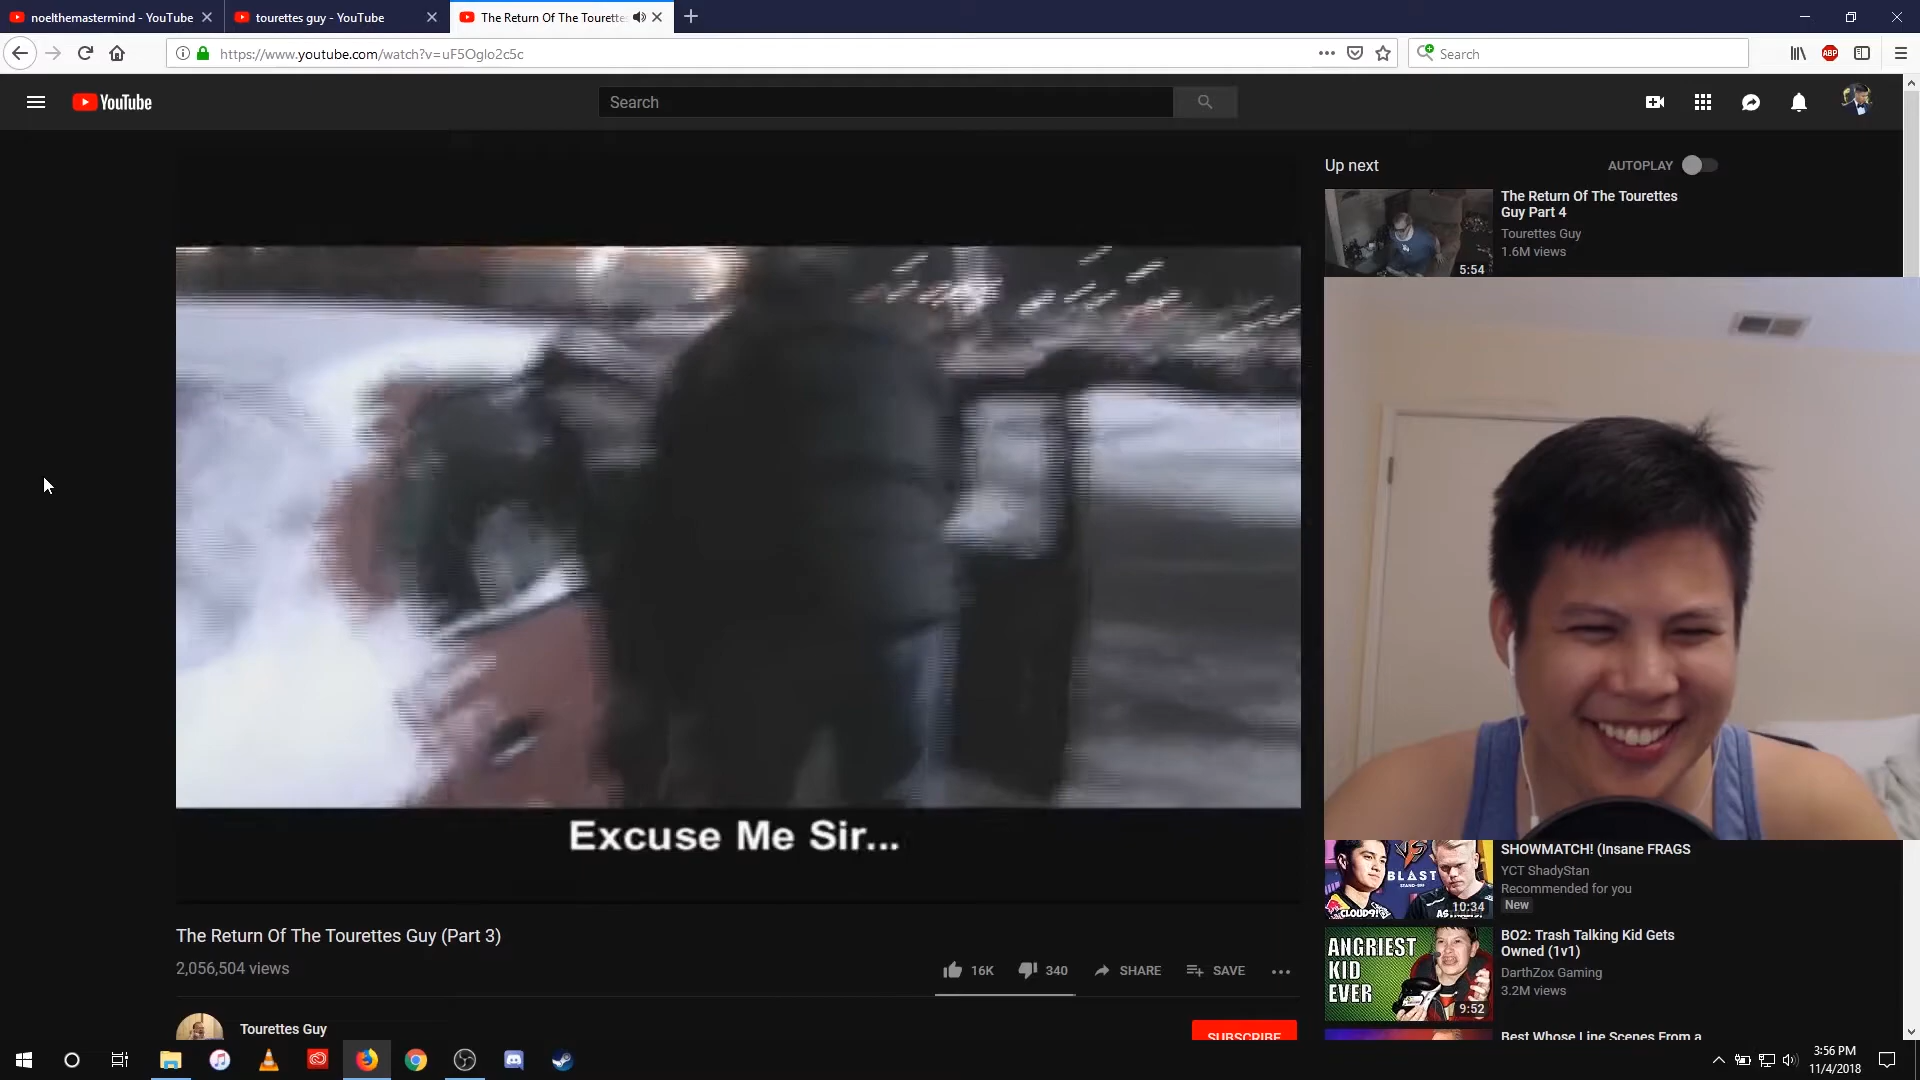 noelthemastermind - YouTube
tourettes guy - YouTube
The Return Of The Tourettes
https://www.youtube.com/watch?v=uF5Oglo2c5c
Search
ABP
YouTube
Search
Up next
AUTOPLAY
The Return Of The Tourettes
Guy Part 4
Tourettes Guy
1.6M views
5:54
Excuse Me Sir...
SHOWMATCH! (Insane FRAGS
YCT ShadyStan
Recommended for you
New
VS
BLAST
CLOUD9!
10:34
The Return Of The Tourettes Guy (Part 3)
2,056,504 views
16K
340
SHARE
SAVE
BO2: Trash Talking Kid Gets
Owned (1v1)
DarthZox Gaming
3.2M views
ANGRIEST
KID
EVER
9:52
Tourettes Guy
SUBSCRIBE
Best Whose Line Scenes From a
3:56 PM
11/4/2018